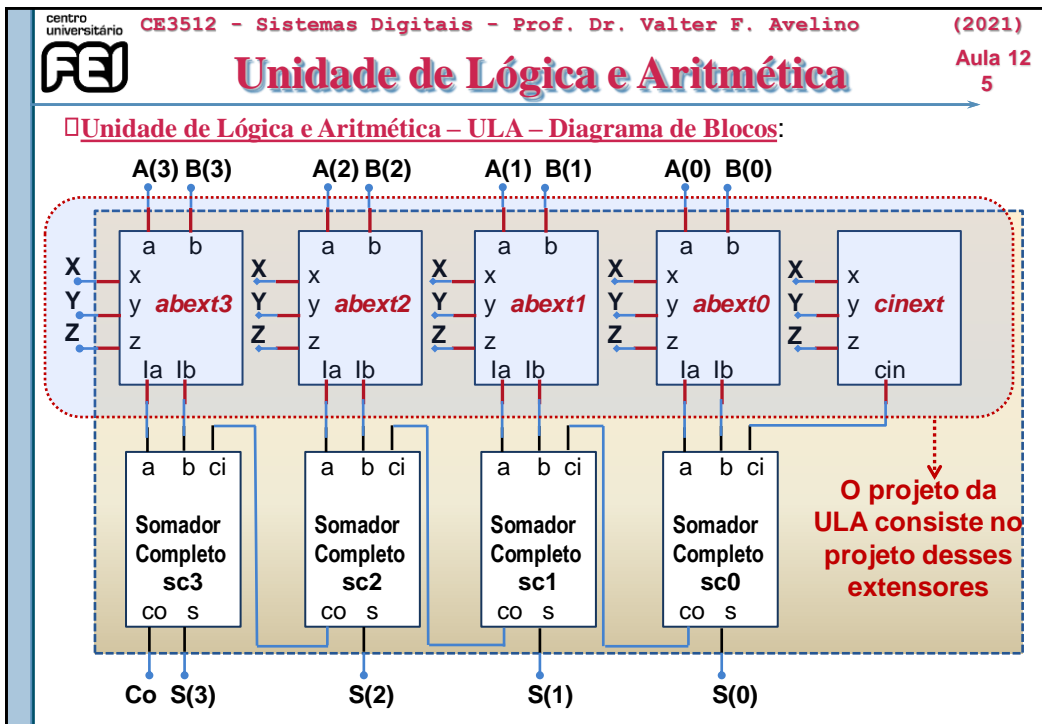 centro
universitário
FEI
CE3512 - Sistemas Digitais - Prof. Dr. Valter F. Avelino (2021)
Unidade de Lógica e Aritmética
Aula 12
5
Unidade de Lógica e Aritmética – ULA – Diagrama de Blocos:
A(3) B(3) A(2) B(2) A(1) B(1) A(0) B(0)
a b a b a b a b
X x X x X x X x X x
Y y abext3 Y y abext2 Y y abext1 Y y abext0 Y y cinext
Z z Z z Z z Z z Z z
Ia Ib Ia Ib Ia Ib Ia Ib cin
a b ci a b ci a b ci a b ci
Somador Somador Somador Somador
Completo Completo Completo Completo
sc3 sc2 sc1 sc0
co s co s co s co s
O projeto da
ULA consiste no
projeto desses
extensores
Co S(3) S(2) S(1) S(0)